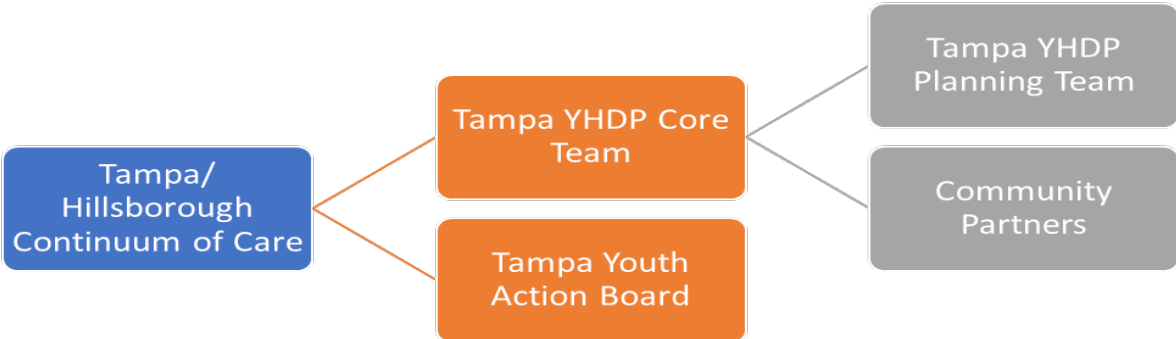 Tampa/
Hillsborough
Continuum of Care
Tampa YHDP Core
Team
Tampa Youth
Action Board
Tampa YHDP
Planning Team
Community
Partners